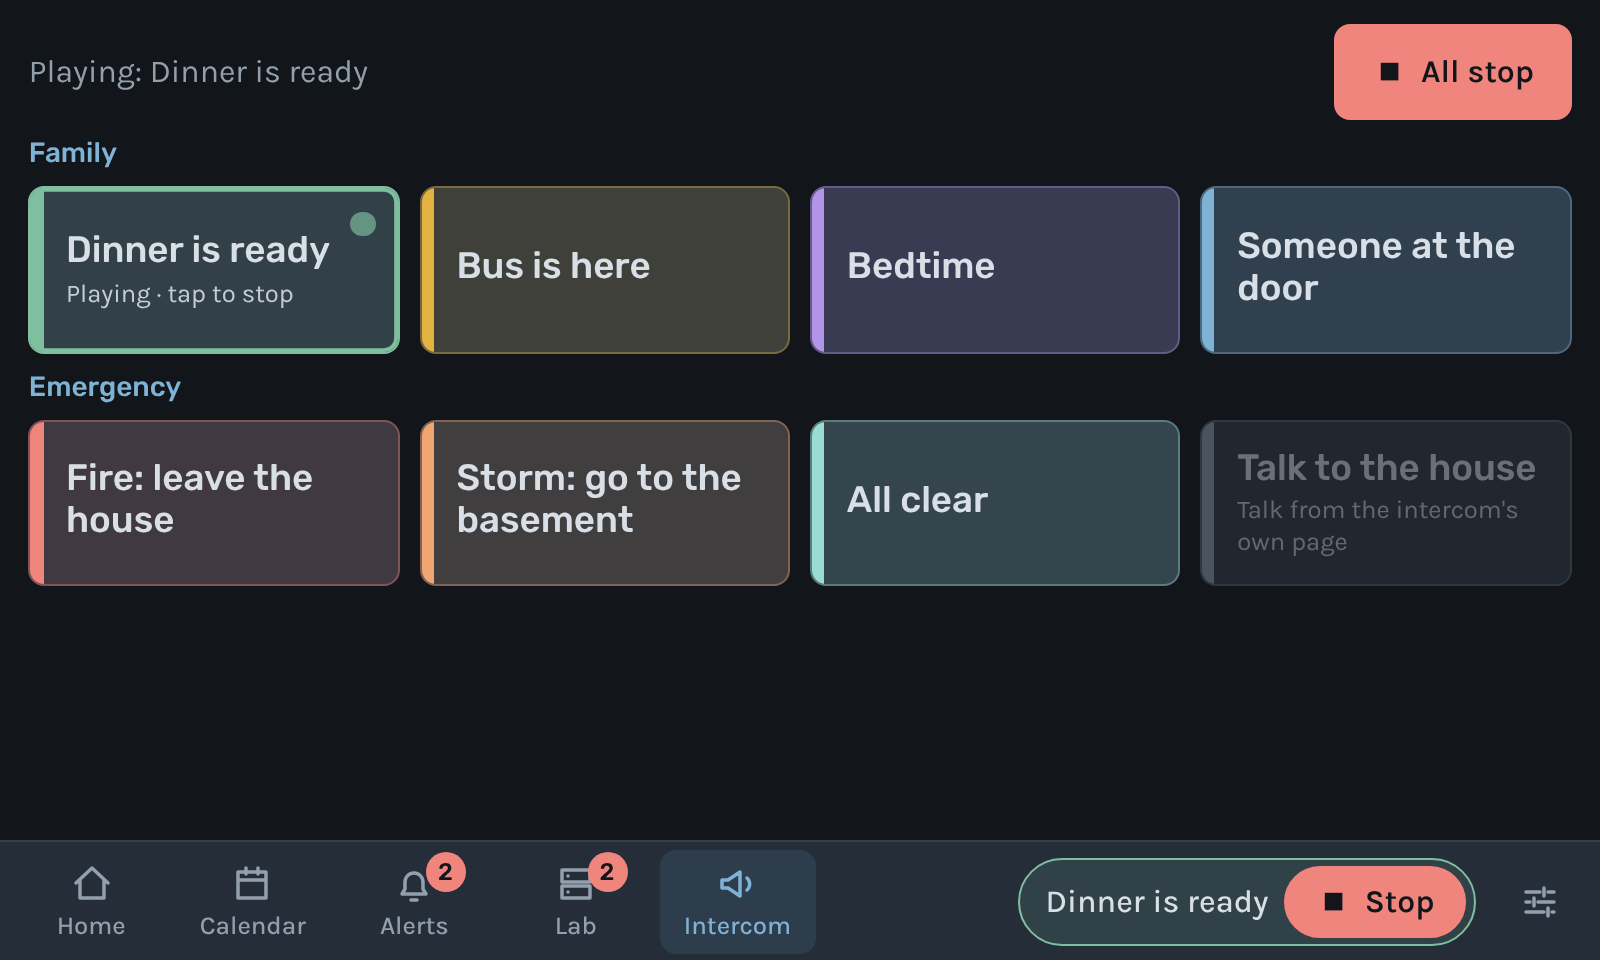 Playing: Dinner is ready
All stop
Family
Dinner is ready
Playing · tap to stop
Bus is here
Bedtime
Someone at the
door
Emergency
Fire: leave the
house
Storm: go to the
basement
All clear
Talk to the house
Talk from the intercom's
own page
Home
Calendar
2
Alerts
2
Lab
Intercom
Dinner is ready
Stop